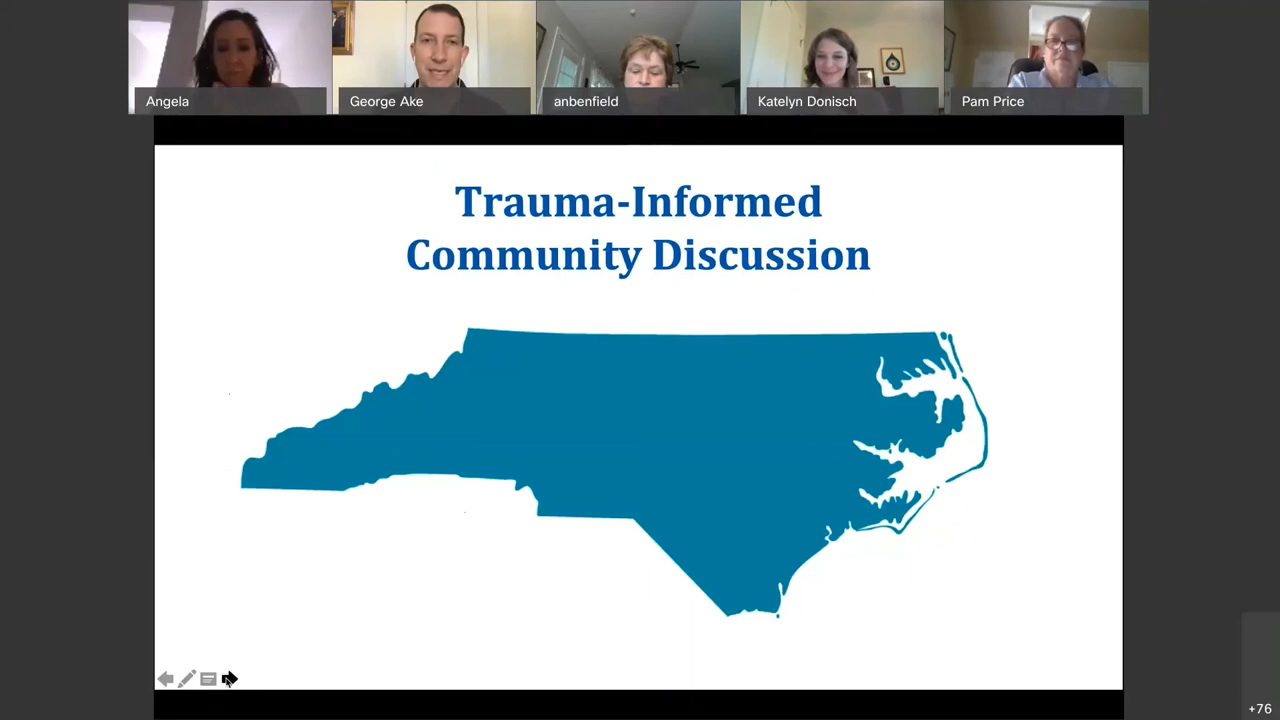 Angela
George Ake
anbenfield
Katelyn Donisch
Pam Price
Trauma-Informed
Community Discussion
+76